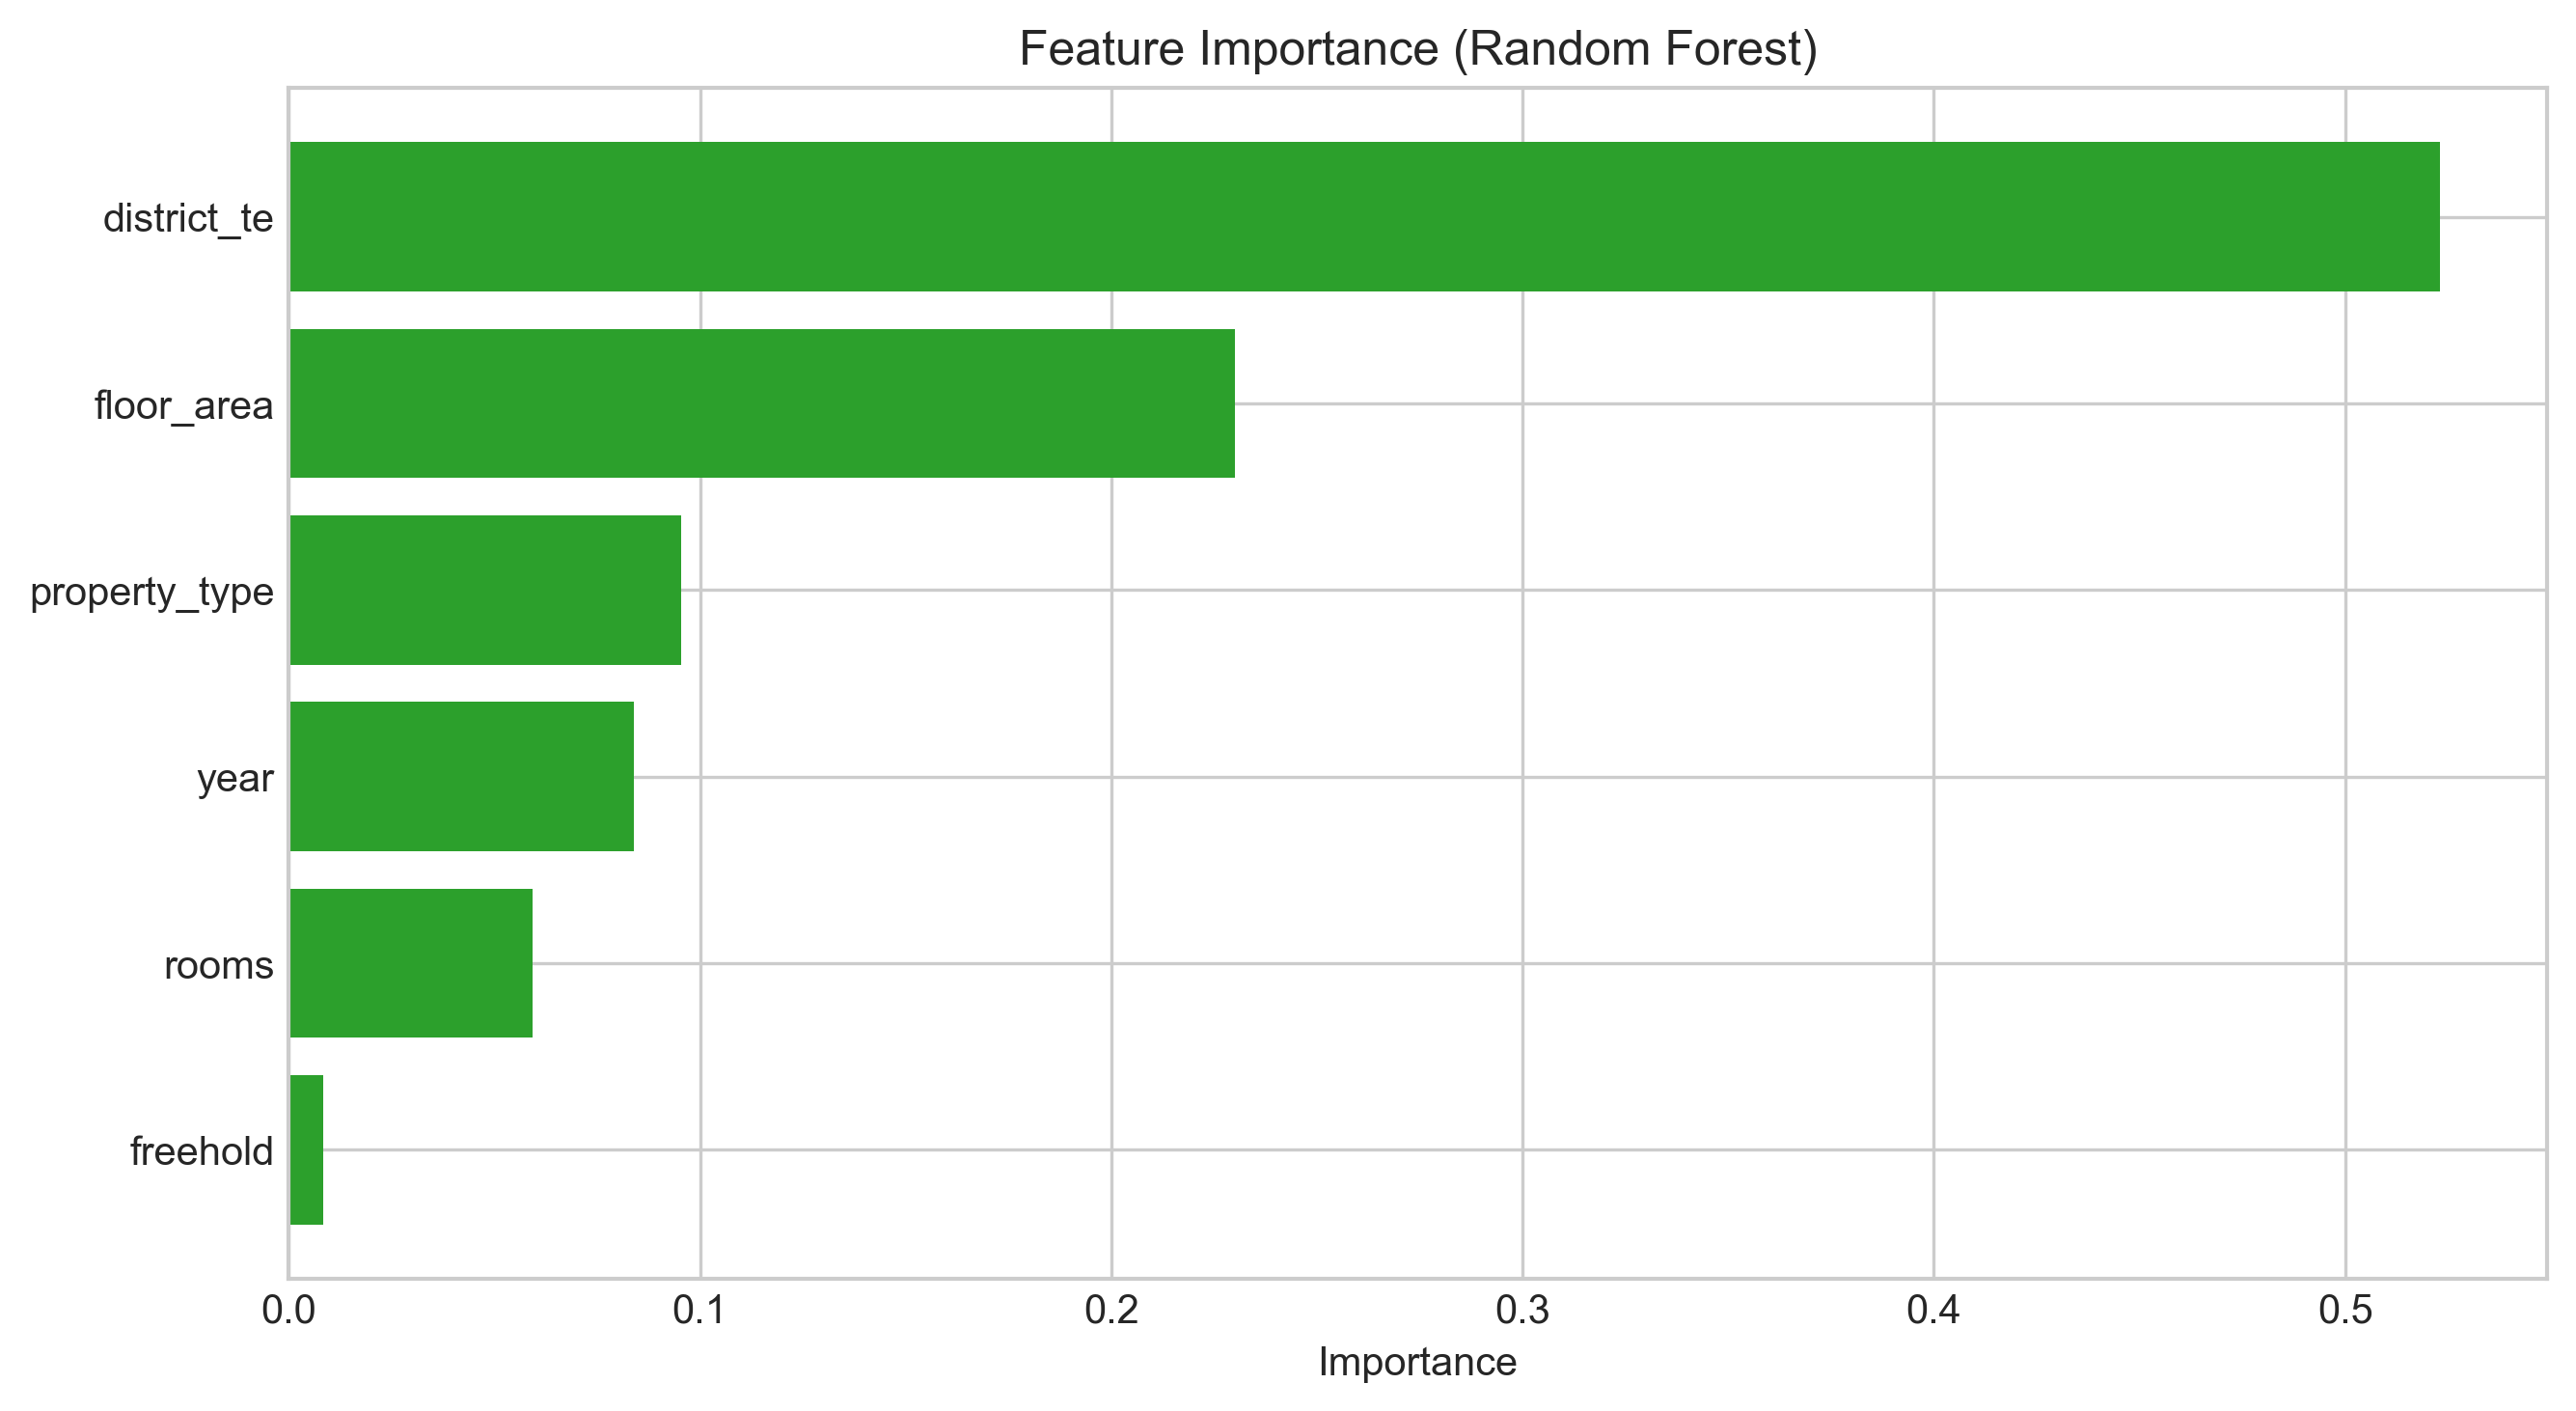 Feature Importance (Random Forest)
district_te
floor_area
property_type
year
rooms
freehold
0.0 0.1 0.2 0.3 0.4 0.5
Importance